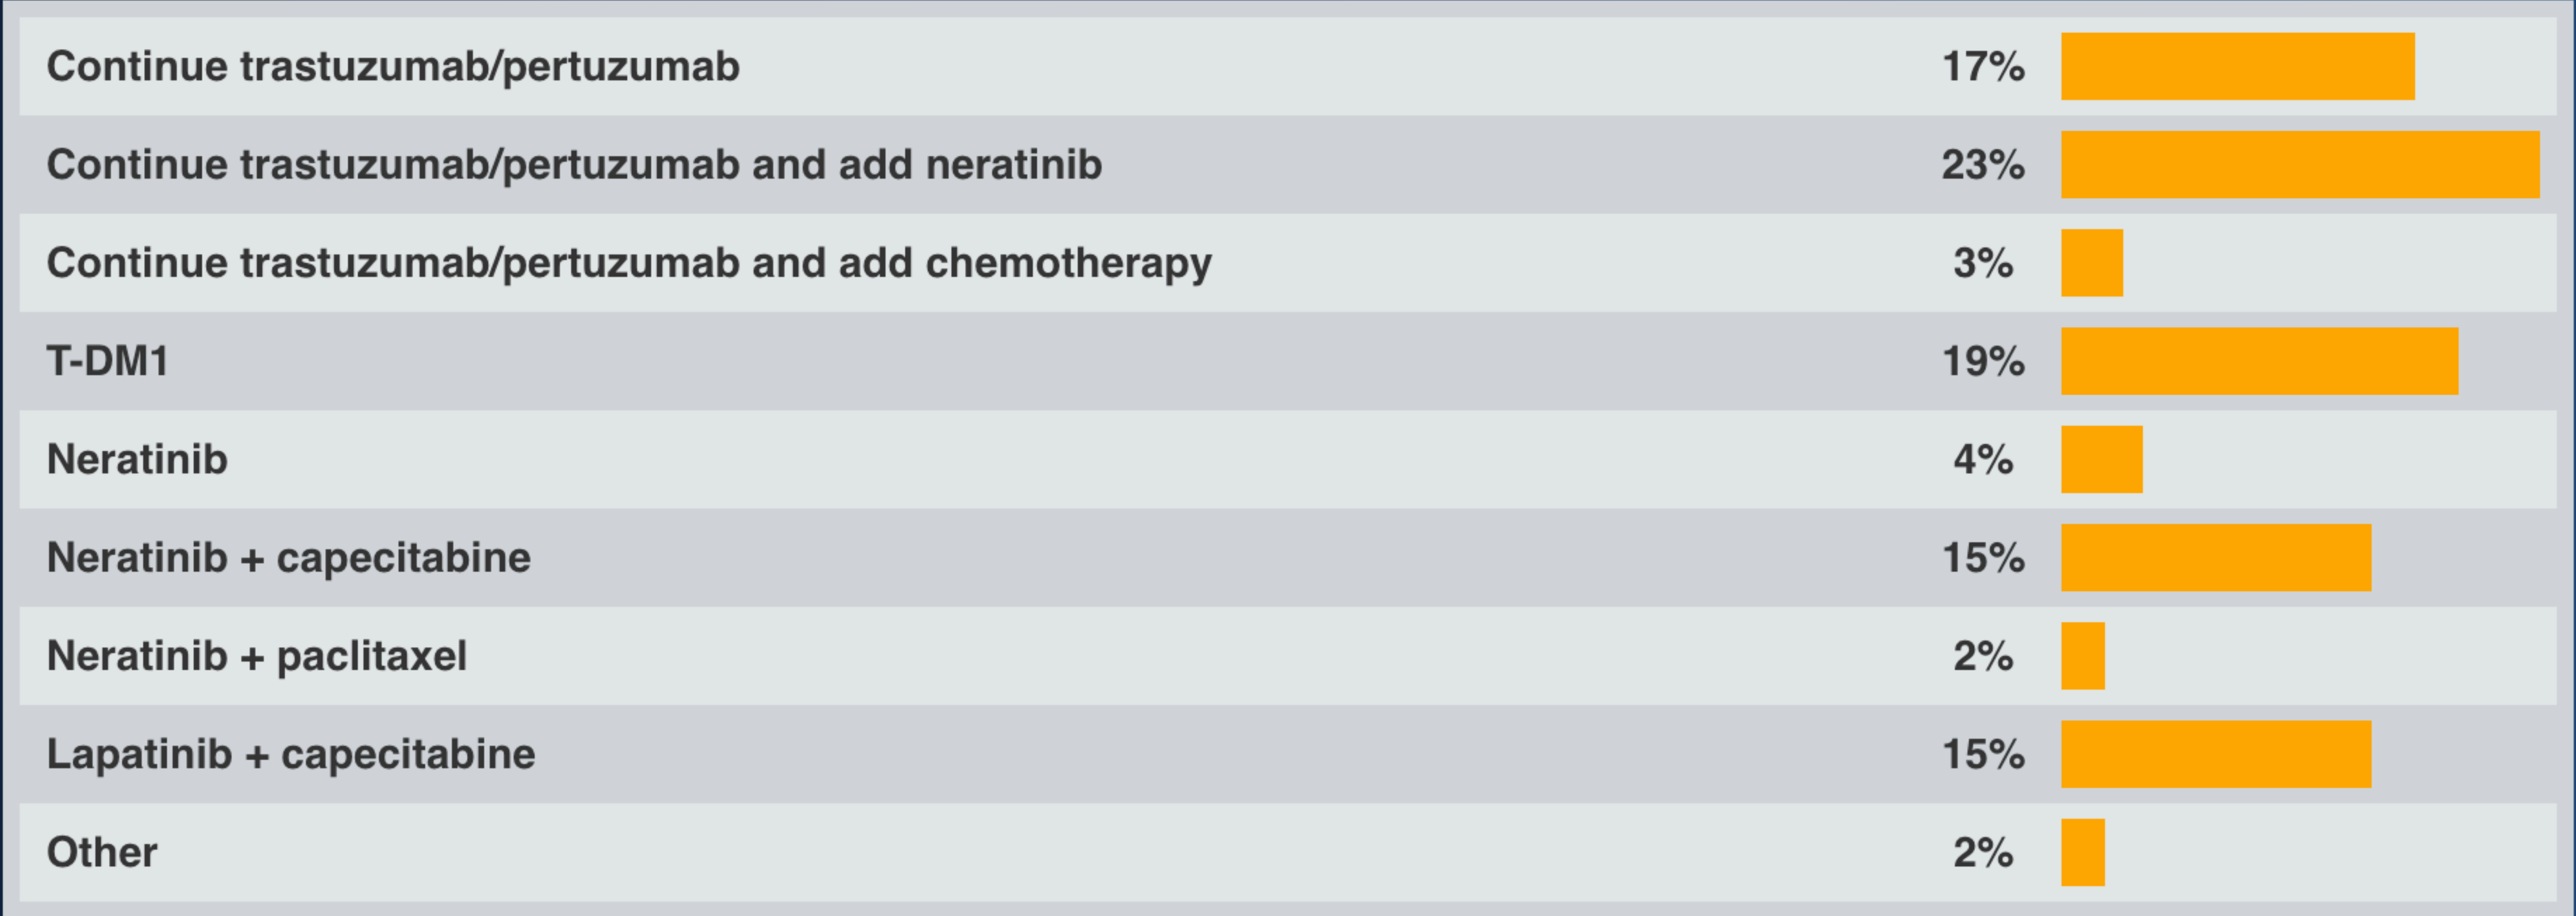 Continue trastuzumab/pertuzumab 17%
Continue trastuzumab/pertuzumab and add neratinib 23%
Continue trastuzumab/pertuzumab and add chemotherapy 3%
T-DM1 19%
Neratinib 4%
Neratinib + capecitabine 15%
Neratinib + paclitaxel 2%
Lapatinib + capecitabine 15%
Other 2%